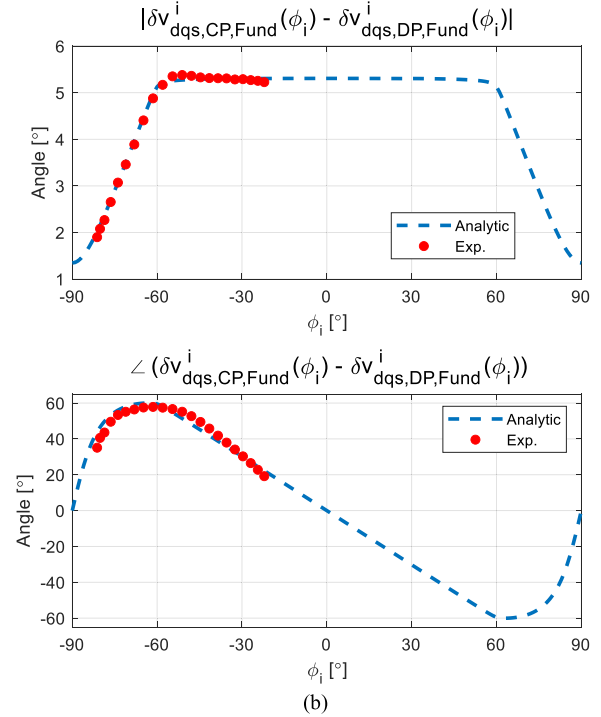 |δv^i_dqs,CP,Fund(ϕ_i) - δv^i_dqs,DP,Fund(ϕ_i)|
6
5
4
3
2
1
Angle [°]
Analytic
Exp.
-90 -60 -30 0 30 60 90
ϕ_i [°]
∠ (δv^i_dqs,CP,Fund(ϕ_i) - δv^i_dqs,DP,Fund(ϕ_i))
60
40
20
0
-20
-40
-60
Angle [°]
Analytic
Exp.
-90 -60 -30 0 30 60 90
ϕ_i [°]
(b)